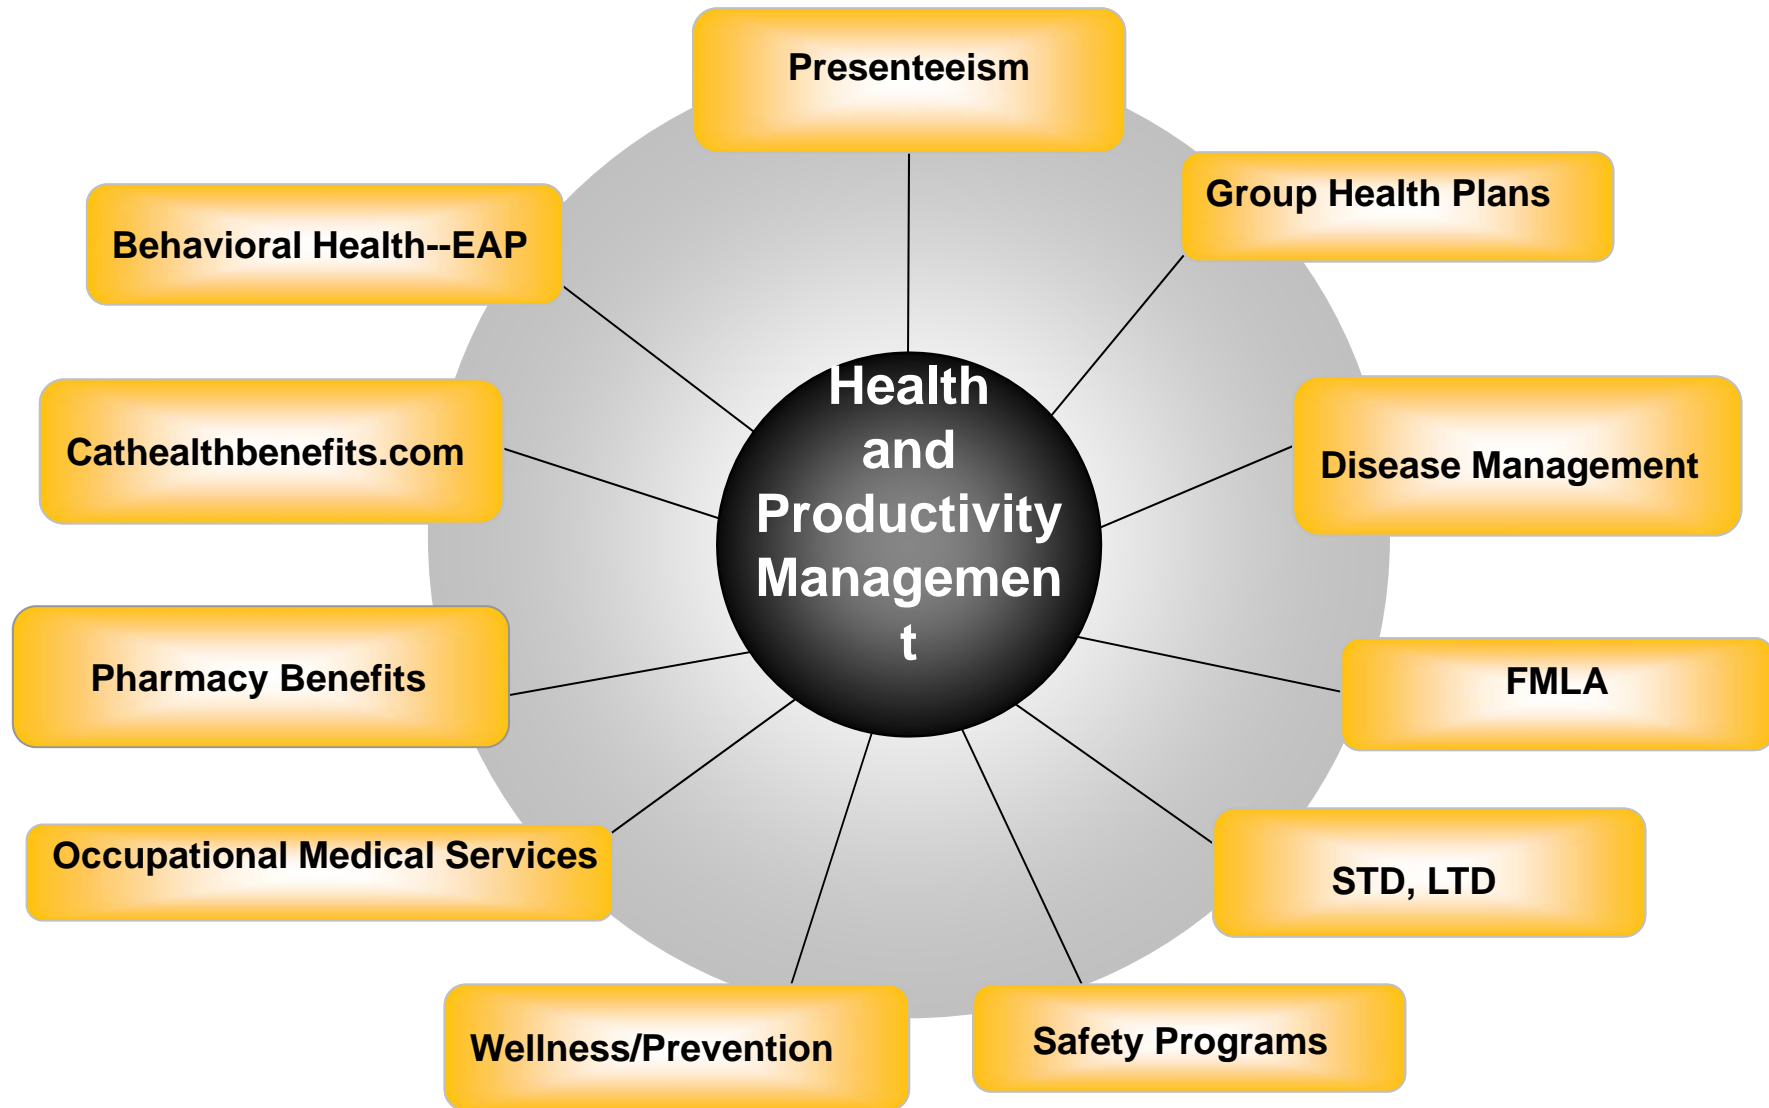 Presenteeism
Group Health Plans
Behavioral Health--EAP
Health
and
Productivity
Managemen
t
Cathealthbenefits.com
Disease Management
Pharmacy Benefits
FMLA
Occupational Medical Services
STD, LTD
Wellness/Prevention
Safety Programs